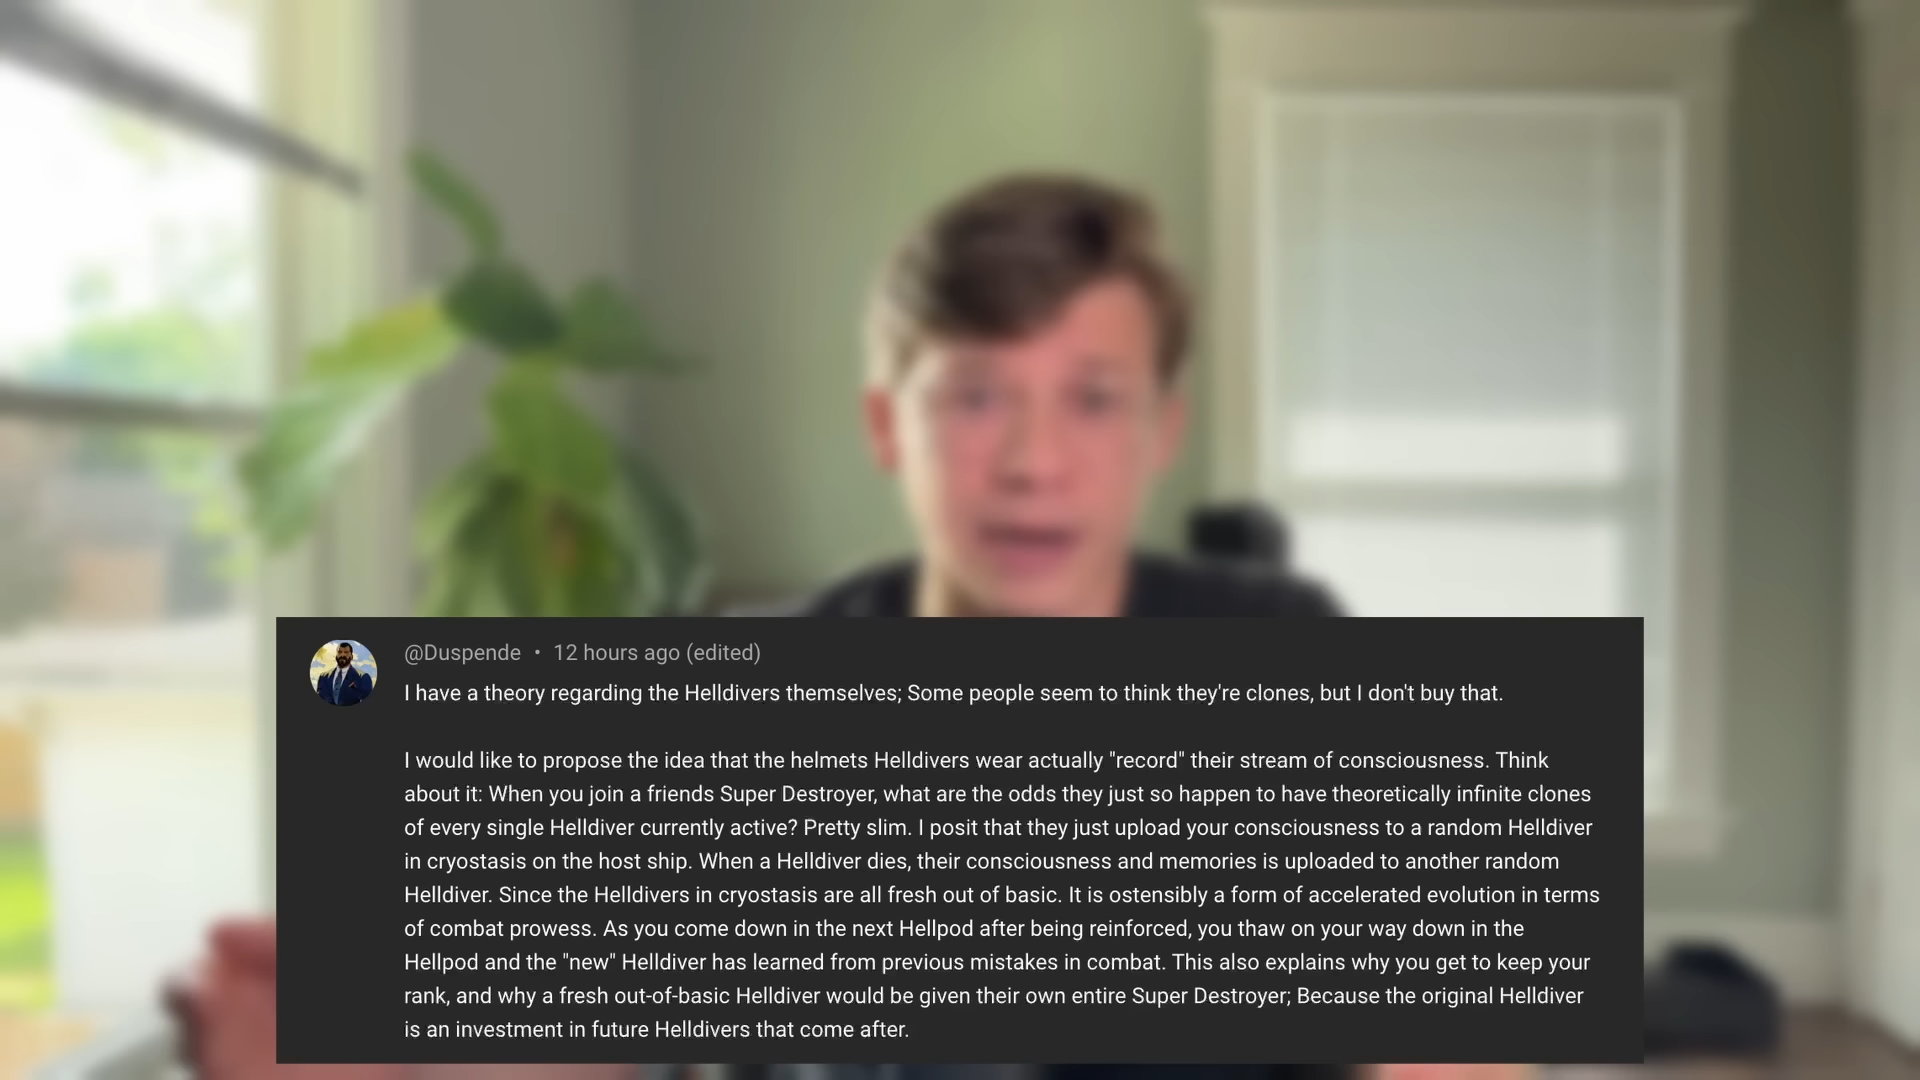 @Duspende • 12 hours ago (edited)
I have a theory regarding the Helldivers themselves; Some people seem to think they're clones, but I don't buy that.
I would like to propose the idea that the helmets Helldivers wear actually "record" their stream of consciousness. Think
about it: When you join a friends Super Destroyer, what are the odds they just so happen to have theoretically infinite clones
of every single Helldiver currently active? Pretty slim. I posit that they just upload your consciousness to a random Helldiver
in cryostasis on the host ship. When a Helldiver dies, their consciousness and memories is uploaded to another random
Helldiver. Since the Helldivers in cryostasis are all fresh out of basic. It is ostensibly a form of accelerated evolution in terms
of combat prowess. As you come down in the next Hellpod after being reinforced, you thaw on your way down in the
Hellpod and the "new" Helldiver has learned from previous mistakes in combat. This also explains why you get to keep your
rank, and why a fresh out-of-basic Helldiver would be given their own entire Super Destroyer; Because the original Helldiver
is an investment in future Helldivers that come after.